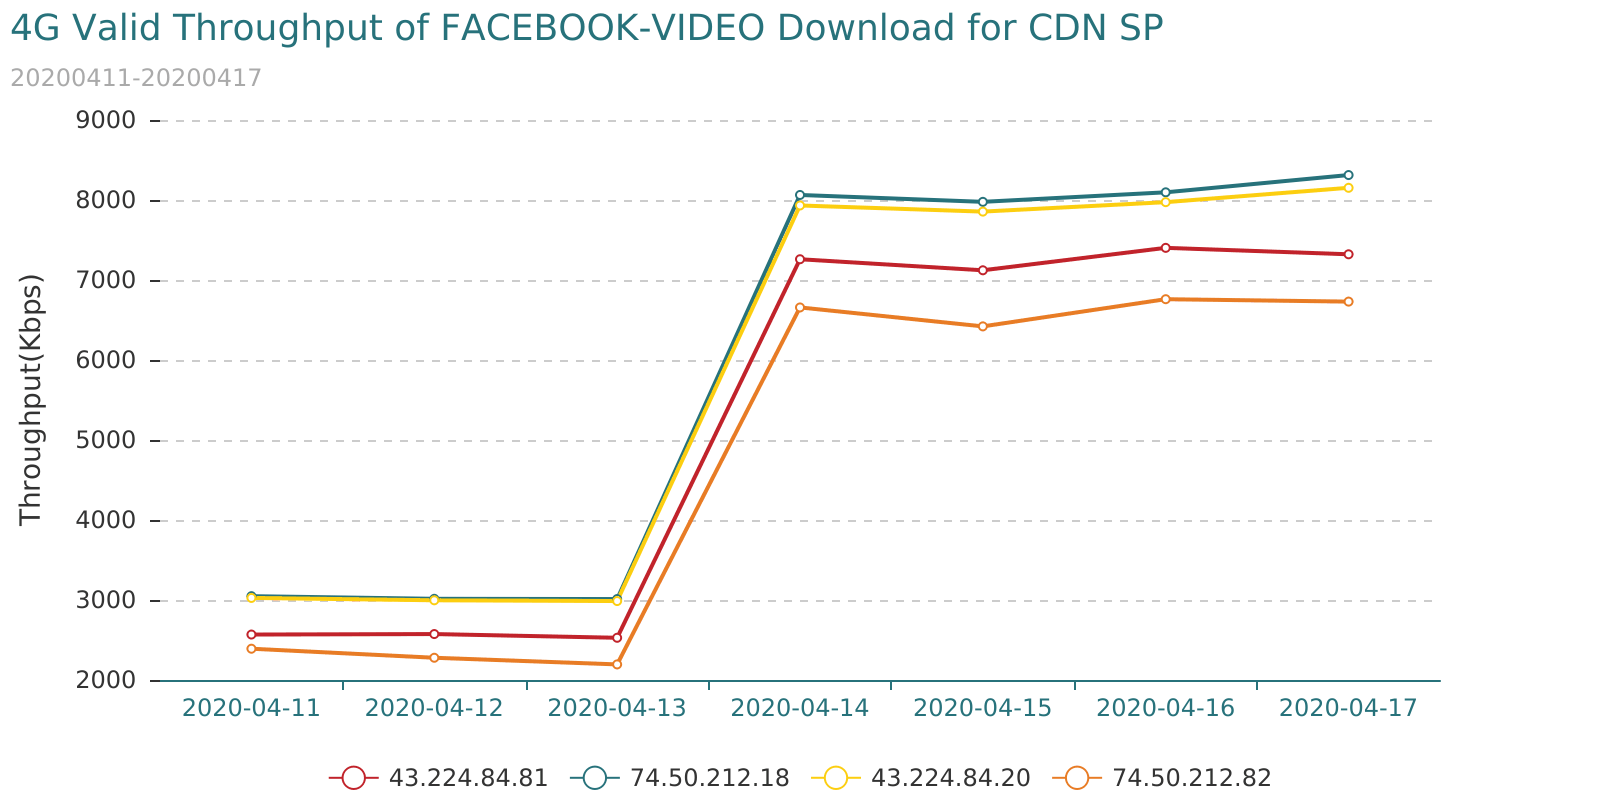 4G Valid Throughput of FACEBOOK-VIDEO Download for CDN SP
20200411-20200417
Throughput(Kbps)
9000
8000
7000
6000
5000
4000
3000
2000
2020-04-11 2020-04-12 2020-04-13 2020-04-14 2020-04-15 2020-04-16 2020-04-17
43.224.84.81 74.50.212.18 43.224.84.20 74.50.212.82